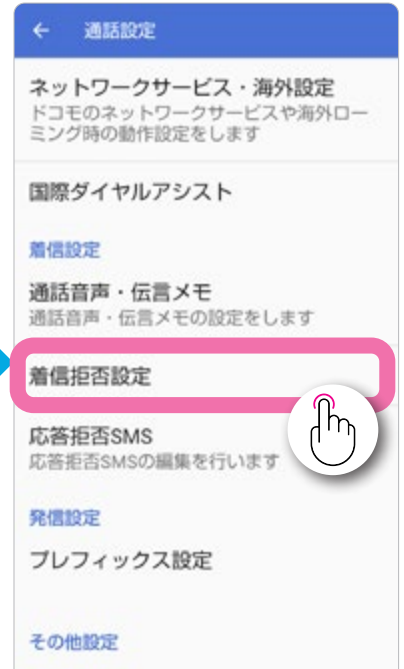 通話設定
ネットワークサービス・海外設定
ドコモのネットワークサービスや海外ロー
ミング時の動作設定をします
国際ダイヤルアシスト
着信設定
通話音声・伝言メモ
通話音声・伝言メモの設定をします
着信拒否設定
応答拒否SMS
応答拒否SMSの編集を行います
発信設定
プレフィックス設定
その他設定